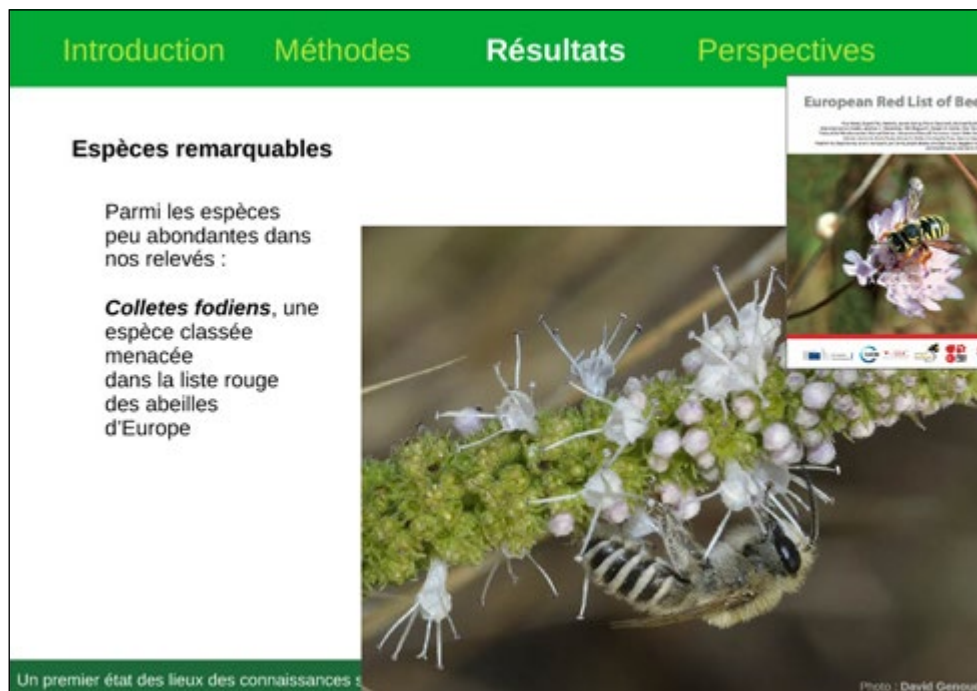 Introduction Méthodes Résultats Perspectives
European Red List of Bee
Espèces remarquables
Parmi les espèces
peu abondantes dans
nos relevés :
Colletes fodiens, une
espèce classée
menacée
dans la liste rouge
des abeilles
d'Europe
Un premier état des lieux des connaissances s
Photo : David Genoud